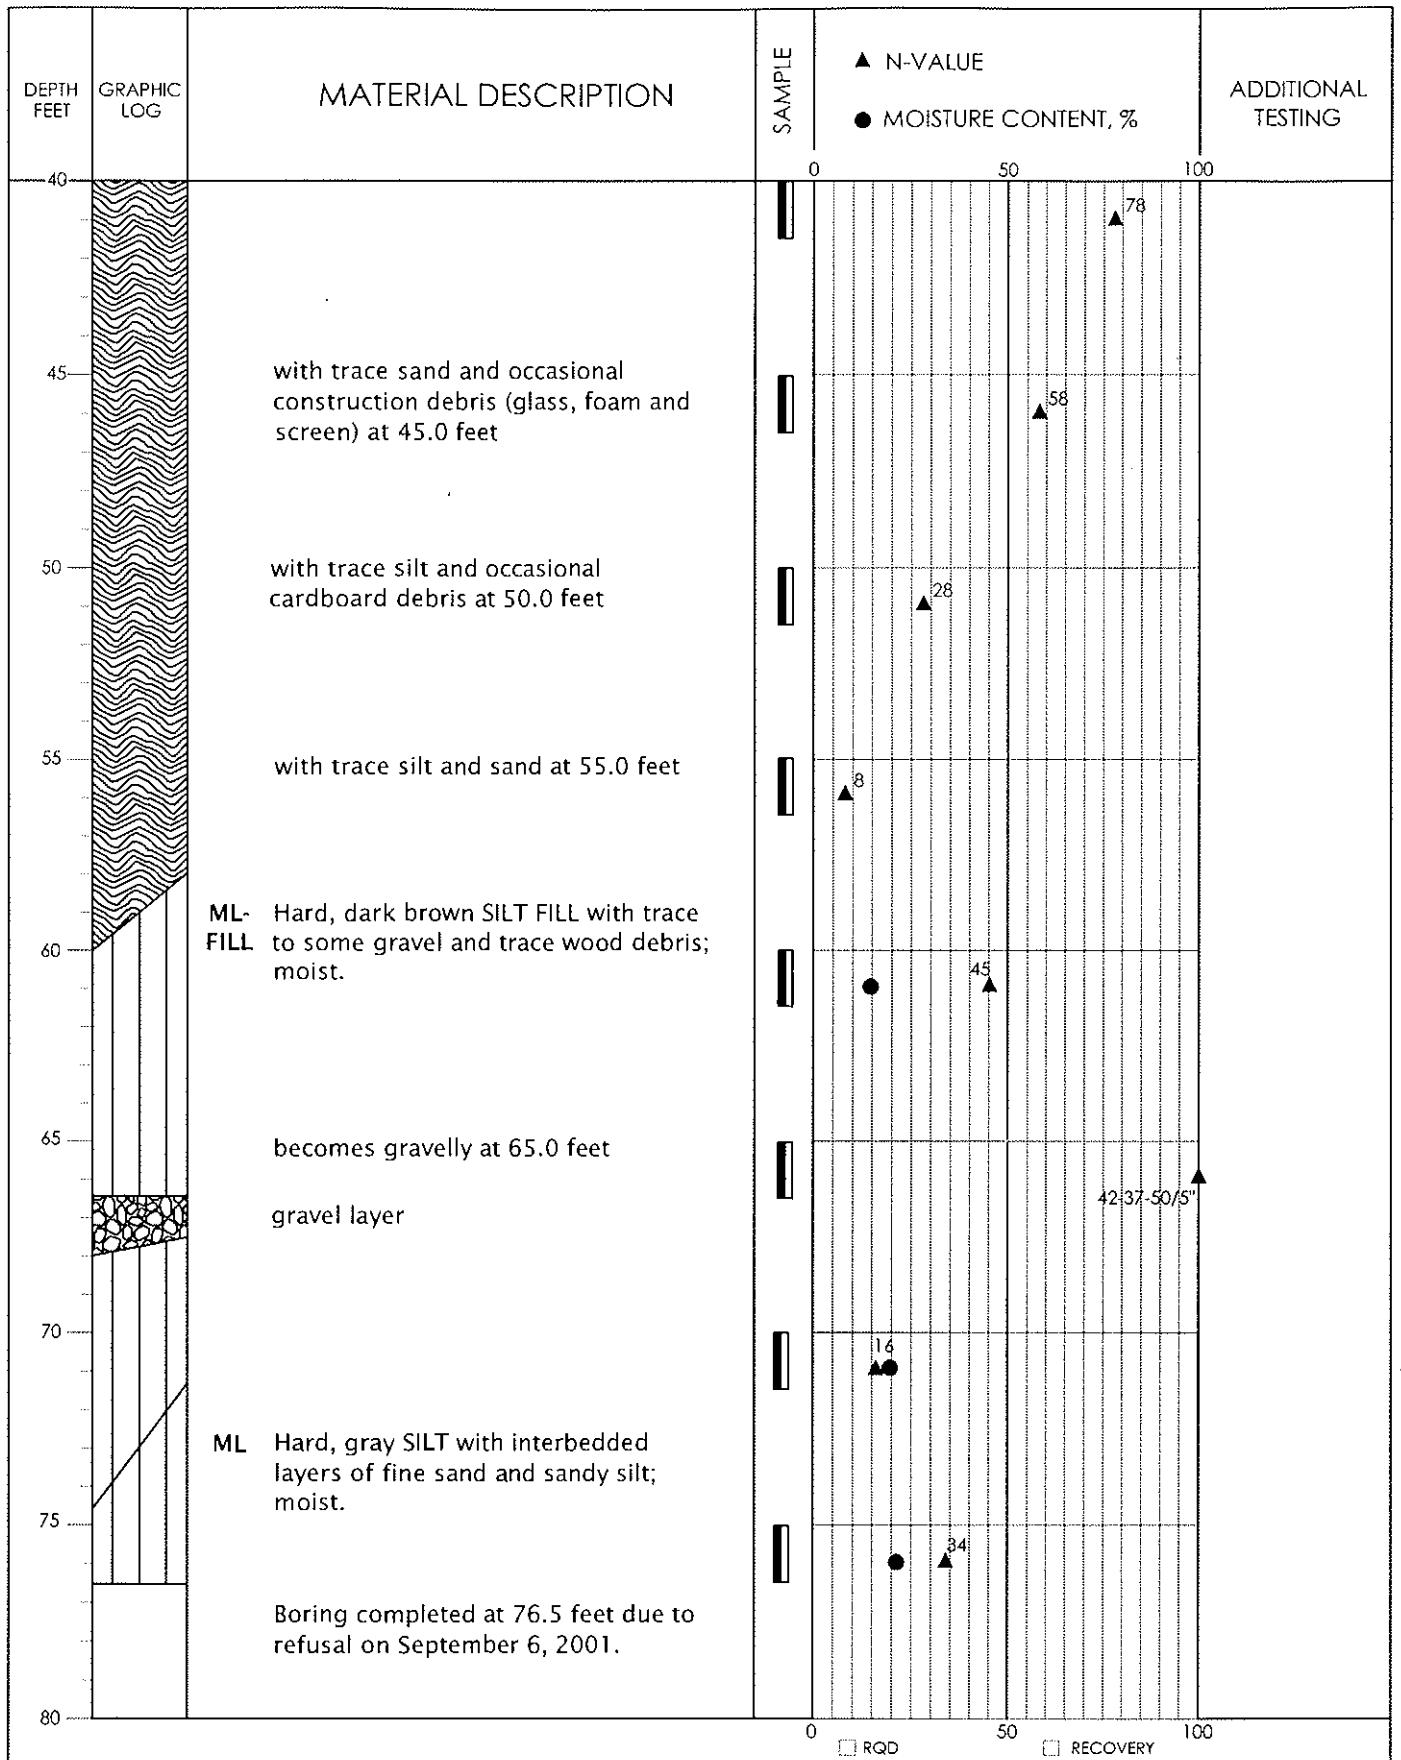 DEPTH FEET
GRAPHIC LOG
MATERIAL DESCRIPTION
SAMPLE
▲ N-VALUE
● MOISTURE CONTENT, %
ADDITIONAL TESTING
0 50 100
40
78
45
with trace sand and occasional
construction debris (glass, foam and
screen) at 45.0 feet
58
50
with trace silt and occasional
cardboard debris at 50.0 feet
28
55
with trace silt and sand at 55.0 feet
8
ML- Hard, dark brown SILT FILL with trace
FILL to some gravel and trace wood debris;
moist.
60
45
65
becomes gravelly at 65.0 feet
42-37-50/5"
gravel layer
70
16
ML Hard, gray SILT with interbedded
layers of fine sand and sandy silt;
moist.
75
34
Boring completed at 76.5 feet due to
refusal on September 6, 2001.
80
0 50 100
RQD RECOVERY